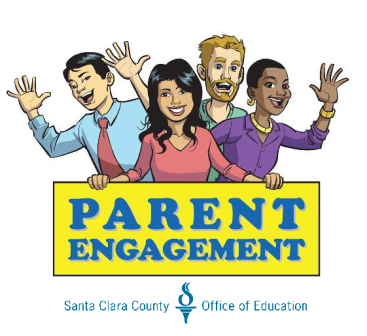 PARENT
ENGAGEMENT
Santa Clara County Office of Education